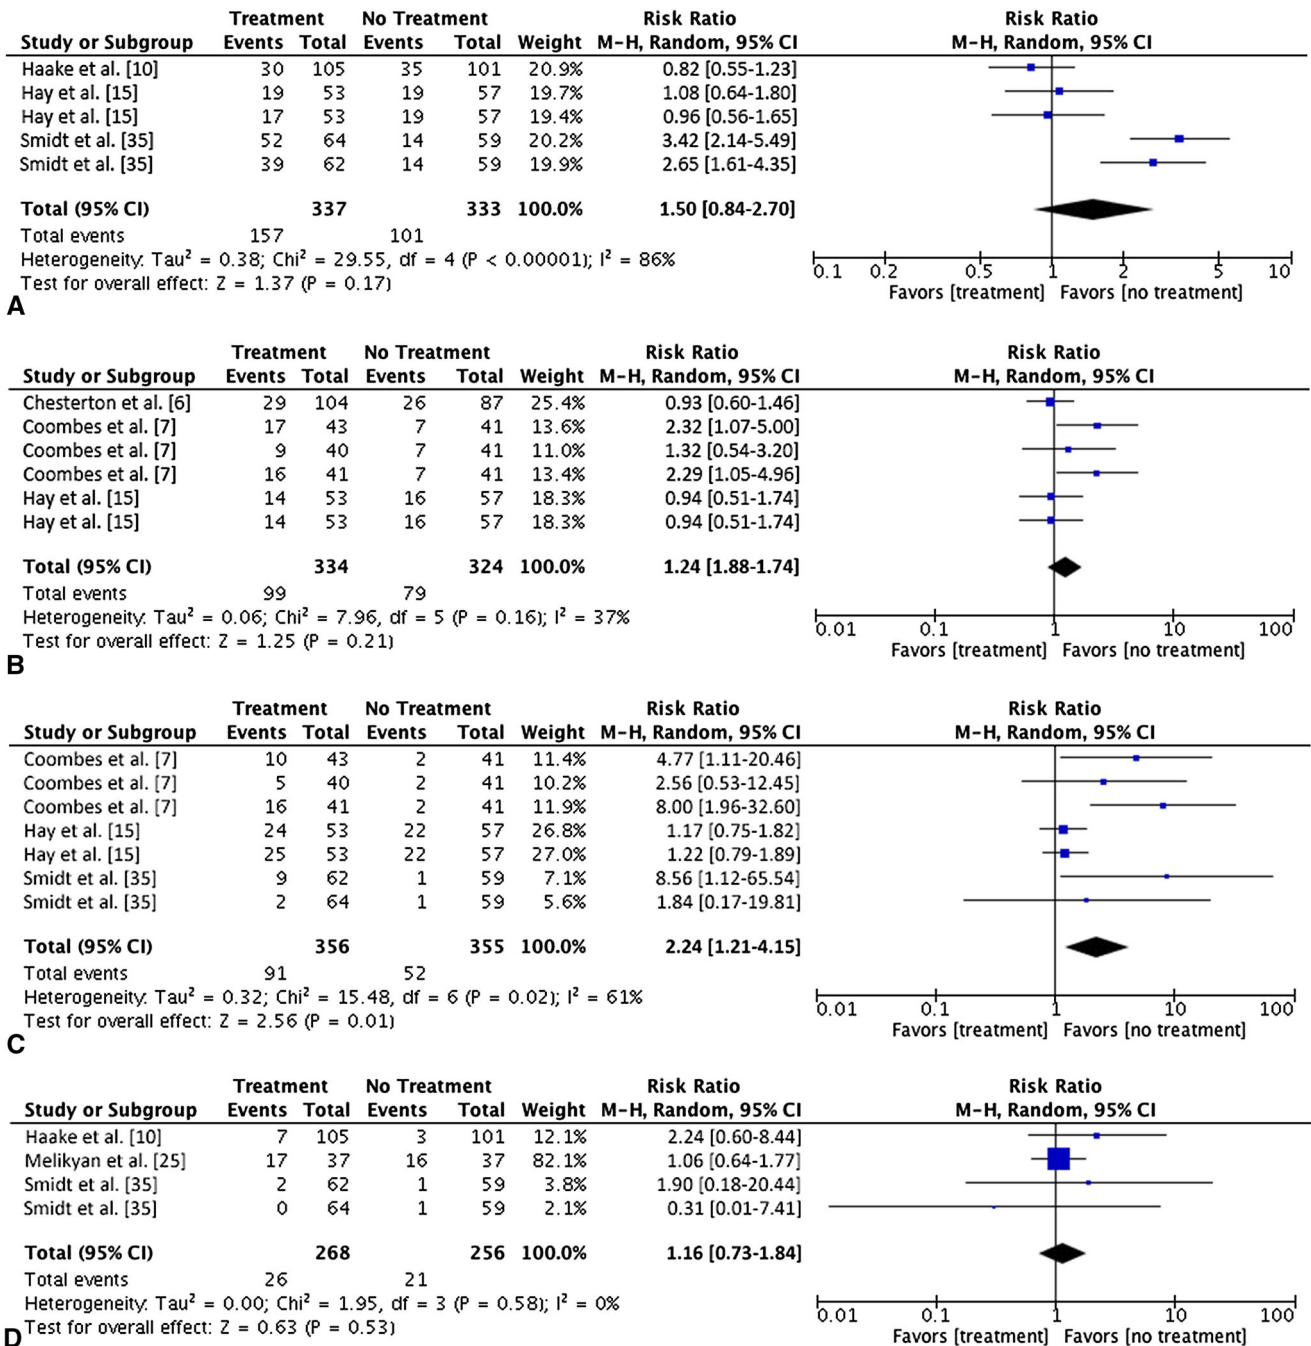 Treatment No Treatment Risk Ratio Risk Ratio
Study or Subgroup Events Total Events Total Weight M-H, Random, 95% CI M-H, Random, 95% CI
Haake et al. [10] 30 105 35 101 20.9% 0.82 [0.55-1.23]
Hay et al. [15] 19 53 19 57 19.7% 1.08 [0.64-1.80]
Hay et al. [15] 17 53 19 57 19.4% 0.96 [0.56-1.65]
Smidt et al. [35] 52 64 14 59 20.2% 3.42 [2.14-5.49]
Smidt et al. [35] 39 62 14 59 19.9% 2.65 [1.61-4.35]
Total (95% CI) 337 333 100.0% 1.50 [0.84-2.70]
Total events 157 101
Heterogeneity: Tau² = 0.38; Chi² = 29.55, df = 4 (P < 0.00001); I² = 86%
Test for overall effect: Z = 1.37 (P = 0.17)
0.1 0.2 0.5 1 2 5 10
Favors [treatment] Favors [no treatment]
A
Treatment No Treatment Risk Ratio Risk Ratio
Study or Subgroup Events Total Events Total Weight M-H, Random, 95% CI M-H, Random, 95% CI
Chesterton et al. [6] 29 104 26 87 25.4% 0.93 [0.60-1.46]
Coombes et al. [7] 17 43 7 41 13.6% 2.32 [1.07-5.00]
Coombes et al. [7] 9 40 7 41 11.0% 1.32 [0.54-3.20]
Coombes et al. [7] 16 41 7 41 13.4% 2.29 [1.05-4.96]
Hay et al. [15] 14 53 16 57 18.3% 0.94 [0.51-1.74]
Hay et al. [15] 14 53 16 57 18.3% 0.94 [0.51-1.74]
Total (95% CI) 334 324 100.0% 1.24 [1.88-1.74]
Total events 99 79
Heterogeneity: Tau² = 0.06; Chi² = 7.96, df = 5 (P = 0.16); I² = 37%
Test for overall effect: Z = 1.25 (P = 0.21)
0.01 0.1 1 10 100
Favors [treatment] Favors [no treatment]
B
Treatment No Treatment Risk Ratio Risk Ratio
Study or Subgroup Events Total Events Total Weight M-H, Random, 95% CI M-H, Random, 95% CI
Coombes et al. [7] 10 43 2 41 11.4% 4.77 [1.11-20.46]
Coombes et al. [7] 5 40 2 41 10.2% 2.56 [0.53-12.45]
Coombes et al. [7] 16 41 2 41 11.9% 8.00 [1.96-32.60]
Hay et al. [15] 24 53 22 57 26.8% 1.17 [0.75-1.82]
Hay et al. [15] 25 53 22 57 27.0% 1.22 [0.79-1.89]
Smidt et al. [35] 9 62 1 59 7.1% 8.56 [1.12-65.54]
Smidt et al. [35] 2 64 1 59 5.6% 1.84 [0.17-19.81]
Total (95% CI) 356 355 100.0% 2.24 [1.21-4.15]
Total events 91 52
Heterogeneity: Tau² = 0.32; Chi² = 15.48, df = 6 (P = 0.02); I² = 61%
Test for overall effect: Z = 2.56 (P = 0.01)
0.01 0.1 1 10 100
Favors [treatment] Favors [no treatment]
C
Treatment No Treatment Risk Ratio Risk Ratio
Study or Subgroup Events Total Events Total Weight M-H, Random, 95% CI M-H, Random, 95% CI
Haake et al. [10] 7 105 3 101 12.1% 2.24 [0.60-8.44]
Melikyan et al. [25] 17 37 16 37 82.1% 1.06 [0.64-1.77]
Smidt et al. [35] 2 62 1 59 3.8% 1.90 [0.18-20.44]
Smidt et al. [35] 0 64 1 59 2.1% 0.31 [0.01-7.41]
Total (95% CI) 268 256 100.0% 1.16 [0.73-1.84]
Total events 26 21
Heterogeneity: Tau² = 0.00; Chi² = 1.95, df = 3 (P = 0.58); I² = 0%
Test for overall effect: Z = 0.63 (P = 0.53)
0.01 0.1 1 10 100
Favors [treatment] Favors [no treatment]
D